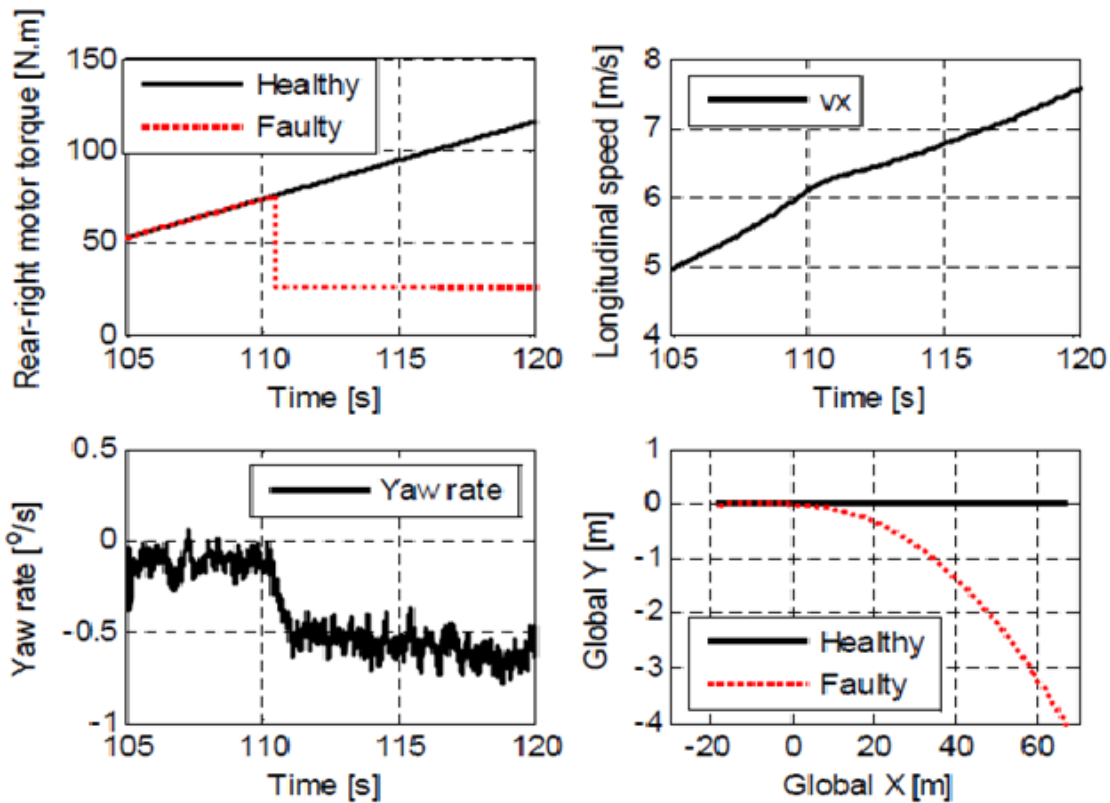 Rear-right motor torque [N.m]
150
100
50
0
Healthy
Faulty
105
110
115
120
Time [s]
Longitudinal speed [m/s]
8
7
6
5
4
vx
105
110
115
120
Time [s]
Yaw rate [⁰/s]
0.5
0
-0.5
-1
Yaw rate
105
110
115
120
Time [s]
Global Y [m]
1
0
-1
-2
-3
-4
Healthy
Faulty
-20
0
20
40
60
Global X [m]